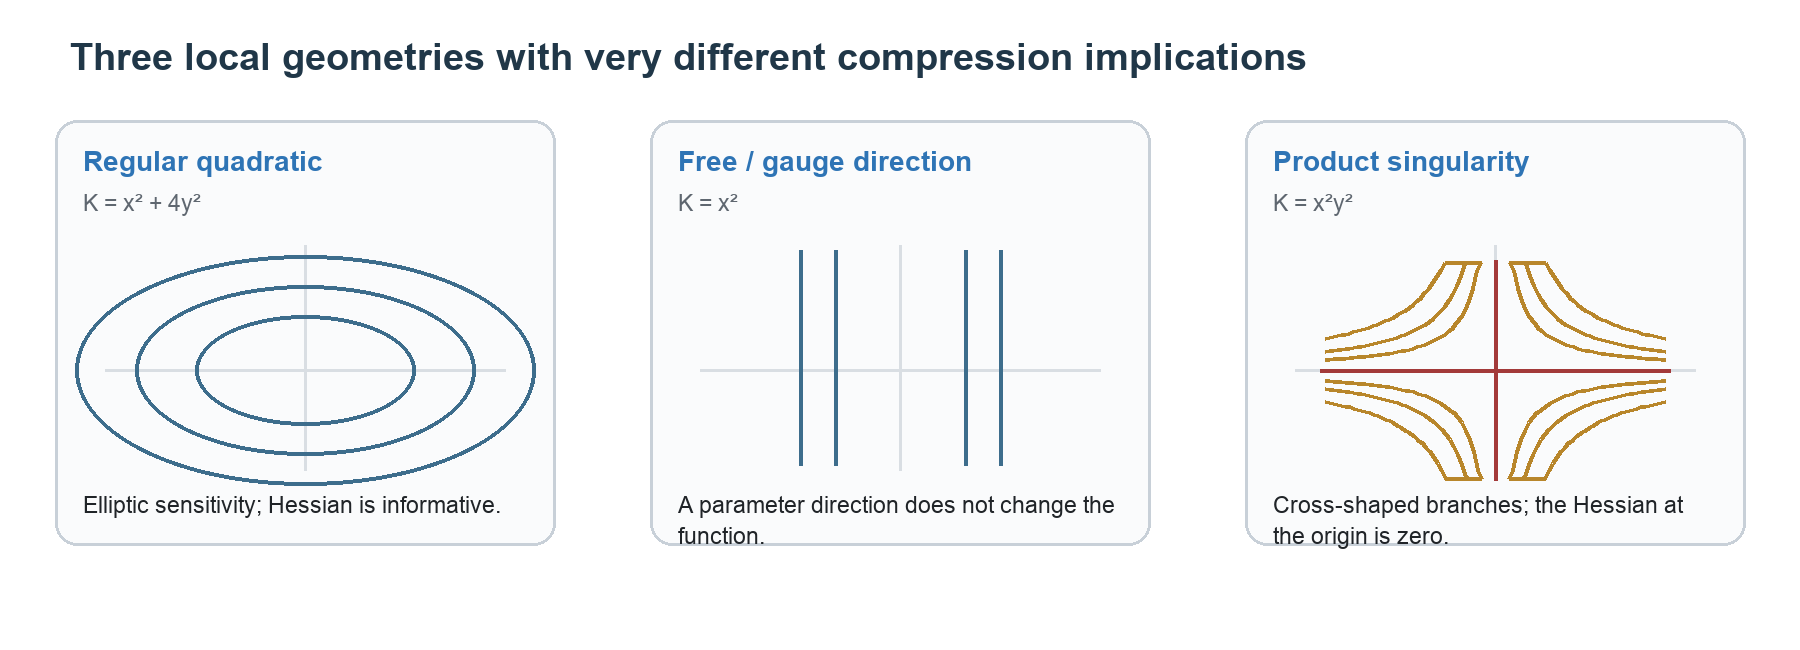 Three local geometries with very different compression implications
Regular quadratic
K = x² + 4y²
Elliptic sensitivity; Hessian is informative.
Free / gauge direction
K = x²
A parameter direction does not change the
function.
Product singularity
K = x²y²
Cross-shaped branches; the Hessian at
the origin is zero.